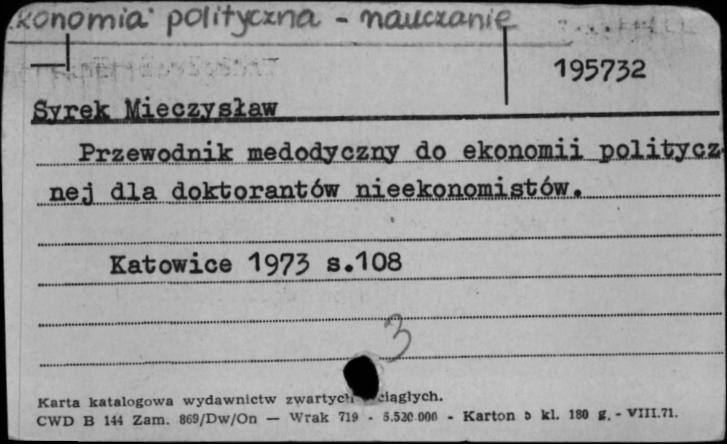 konomia polityczna - nauczanie
195732
Syrek Mieczysław
Przewodnik medodyczny do ekonomii politycz
nej dla doktorantów nieekonomistów.
Katowice 1973 s.108
3
Karta katalogowa wydawnictw zwartych ciągłych.
CWD B 144 Zam. 869/Dw/On — Wrak 719 - 5.520.000 - Karton kl. 180 g. - VIII.71.